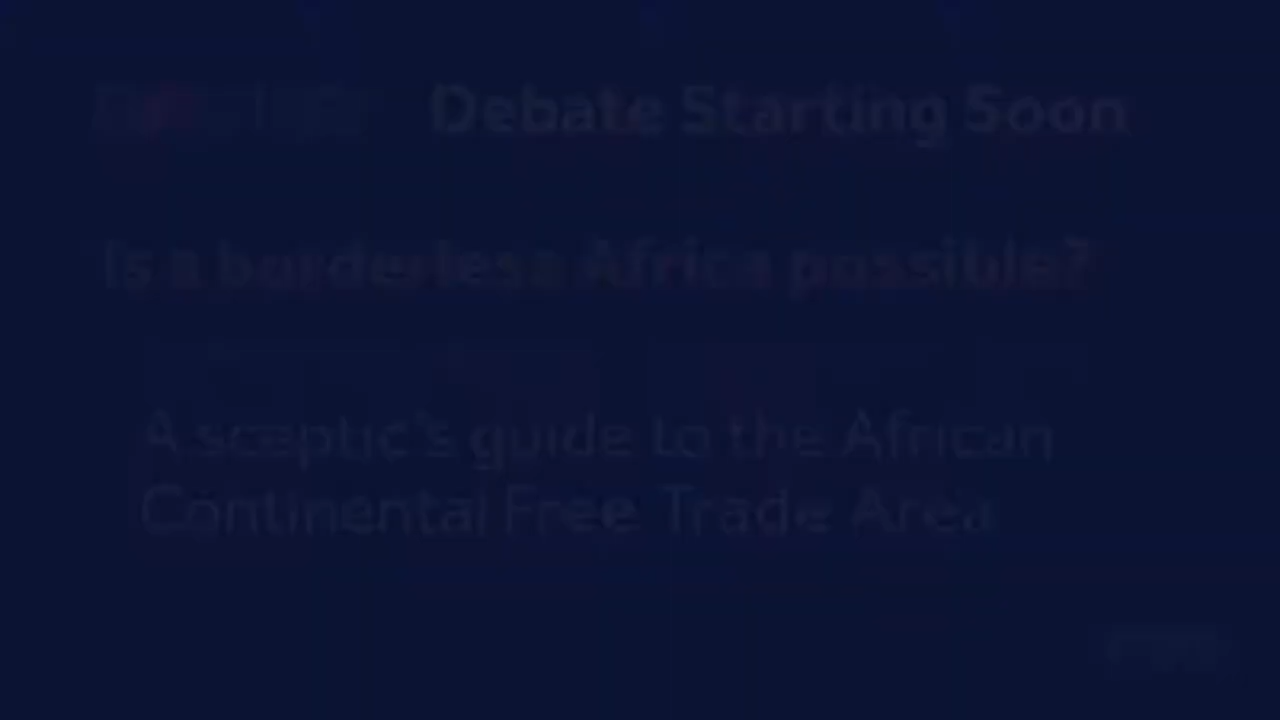 Debate Starting Soon
Is a borderless Africa possible?
A sceptic's guide to the African
Continental Free Trade Area